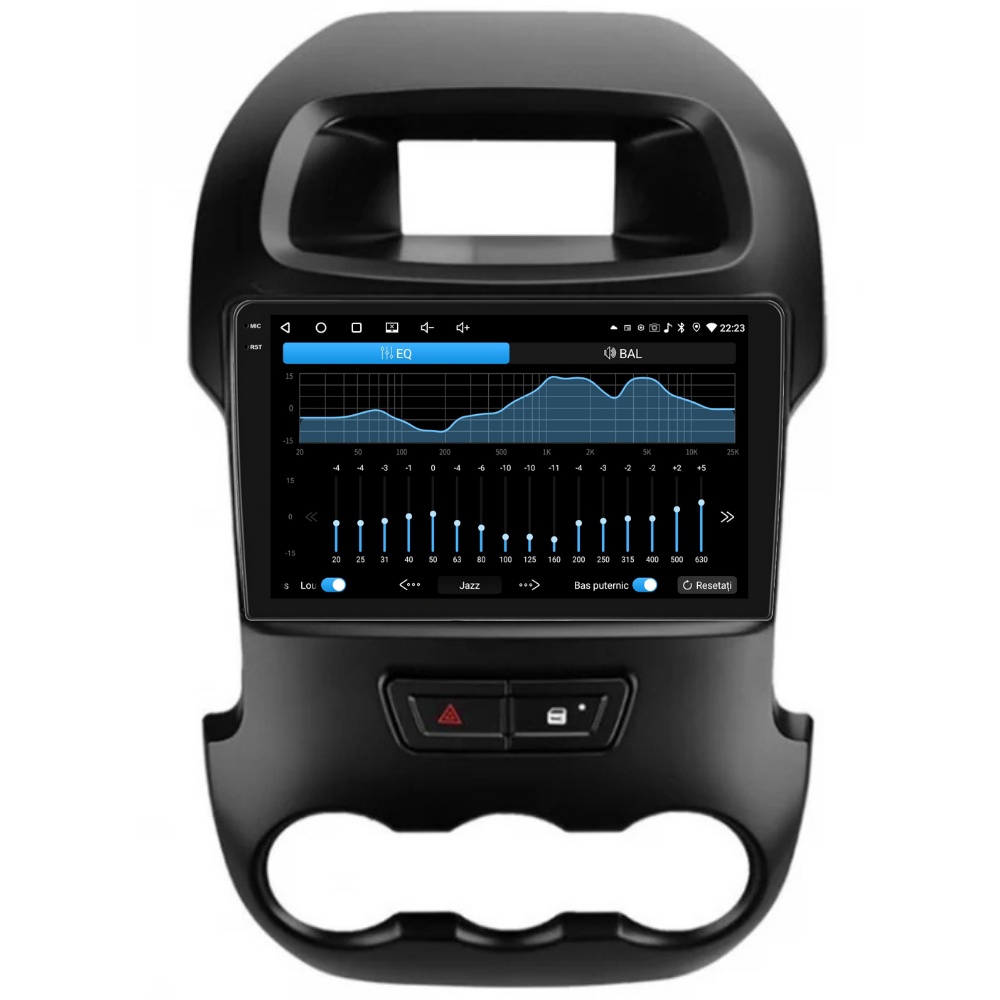 MIC
22:23
RST
EQ BAL
15
0
-15
20 50 100 200 500 1K 2K 5K 10K 25K
-4 -4 -3 -1 0 -4 -6 -10 -10 -11 -4 -3 -2 -2 +2 +5
15
0
-15
20 25 31 40 50 63 80 100 125 160 200 250 315 400 500 630
s Lou Jazz Bas puternic Resetați